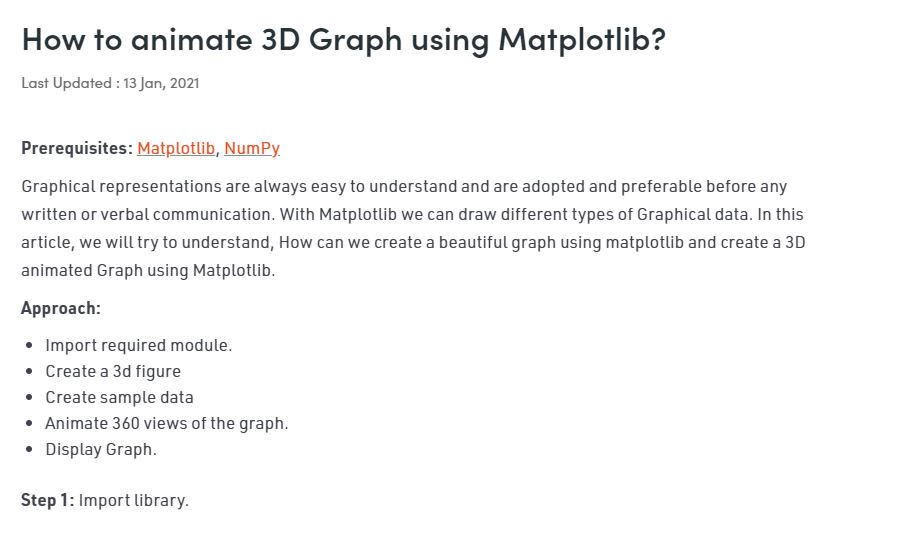 How to animate 3D Graph using Matplotlib?
Last Updated : 13 Jan, 2021
Prerequisites: Matplotlib, NumPy
Graphical representations are always easy to understand and are adopted and preferable before any
written or verbal communication. With Matplotlib we can draw different types of Graphical data. In this
article, we will try to understand, How can we create a beautiful graph using matplotlib and create a 3D
animated Graph using Matplotlib.
Approach:
• Import required module.
• Create a 3d figure
• Create sample data
• Animate 360 views of the graph.
• Display Graph.
Step 1: Import library.